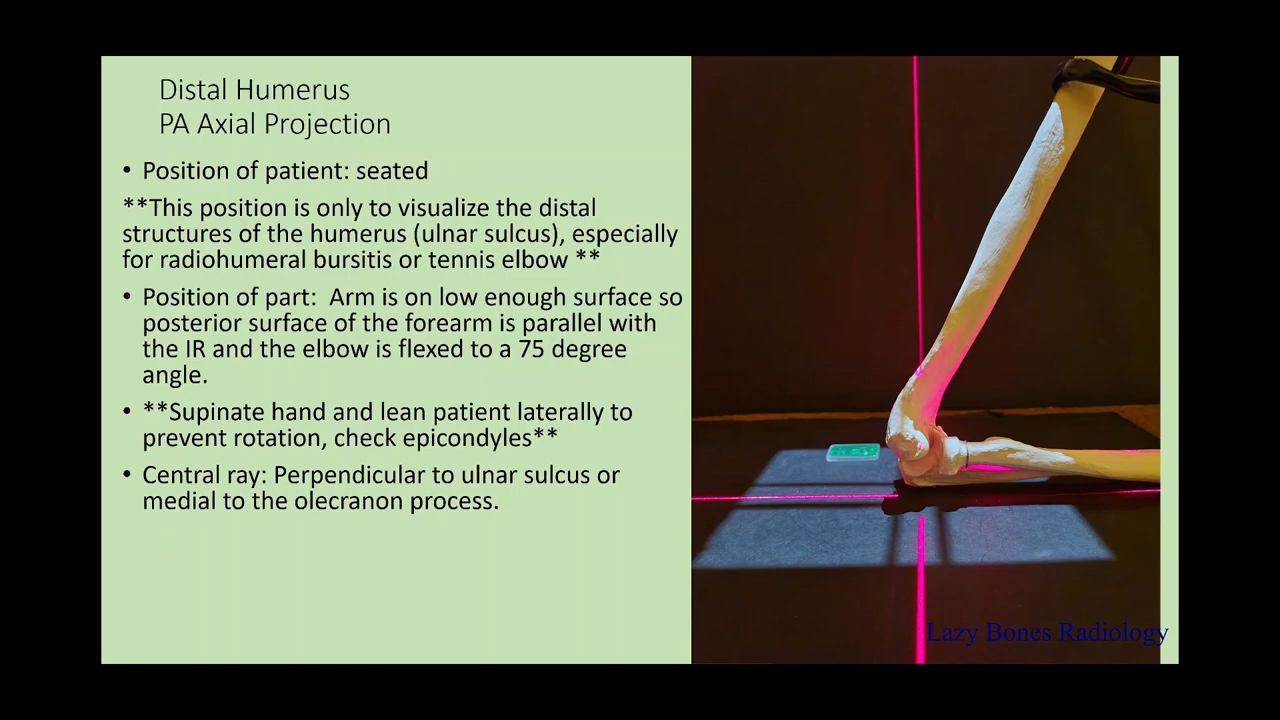 Distal Humerus
PA Axial Projection
• Position of patient: seated
**This position is only to visualize the distal
structures of the humerus (ulnar sulcus), especially
for radiohumeral bursitis or tennis elbow **
• Position of part:  Arm is on low enough surface so
posterior surface of the forearm is parallel with
the IR and the elbow is flexed to a 75 degree
angle.
• **Supinate hand and lean patient laterally to
prevent rotation, check epicondyles**
• Central ray: Perpendicular to ulnar sulcus or
medial to the olecranon process.
Lazy Bones Radiology